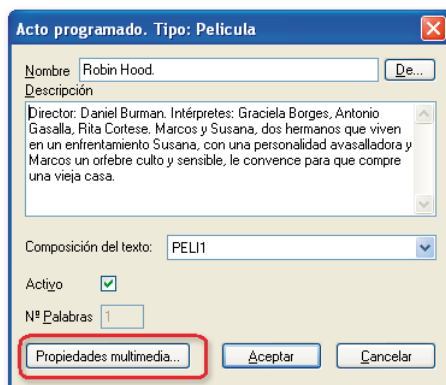 Acto programado. Tipo: Pelicula
Nombre Robin Hood. De...
Descripción
Director: Daniel Burman. Intérpretes: Graciela Borges, Antonio
Gasalla, Rita Cortese. Marcos y Susana, dos hermanos que viven
en un enfrentamiento Susana, con una personalidad avasalladora y
Marcos un orfebre culto y sensible, le convence para que compre
una vieja casa.
Composición del texto: PELI1
Activo
Nº Palabras 1
Propiedades multimedia... Aceptar Cancelar